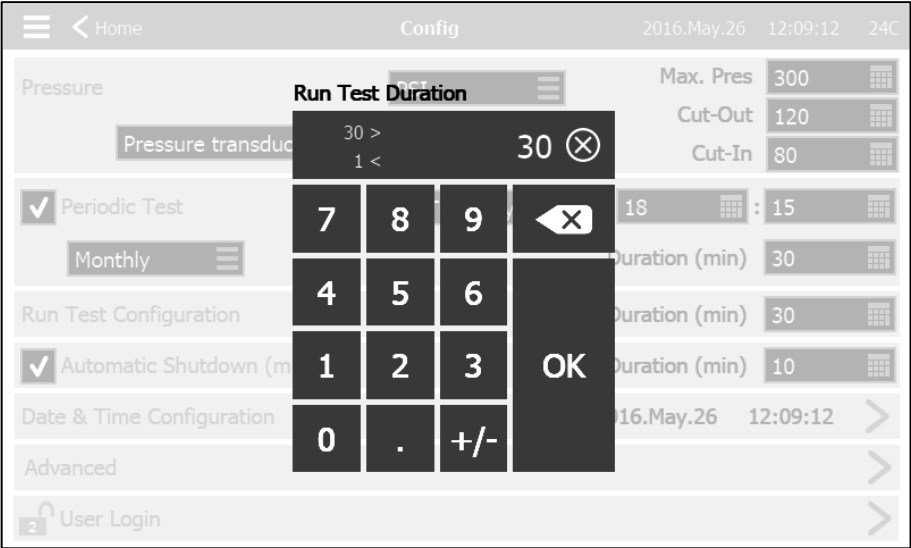 Home Config 2016.May.26 12:09:12 24C
Pressure Max. Pres 300
Run Test Duration
Cut-Out 120
Pressure transduc 30 > 30 Cut-In 80
1 <
Periodic Test 18 : 15
7 8 9
Monthly Duration (min) 30
4 5 6
Run Test Configuration Duration (min) 30
Automatic Shutdown (m Duration (min) 10
1 2 3 OK
Date & Time Configuration 016.May.26 12:09:12
0 . +/-
Advanced
2 User Login